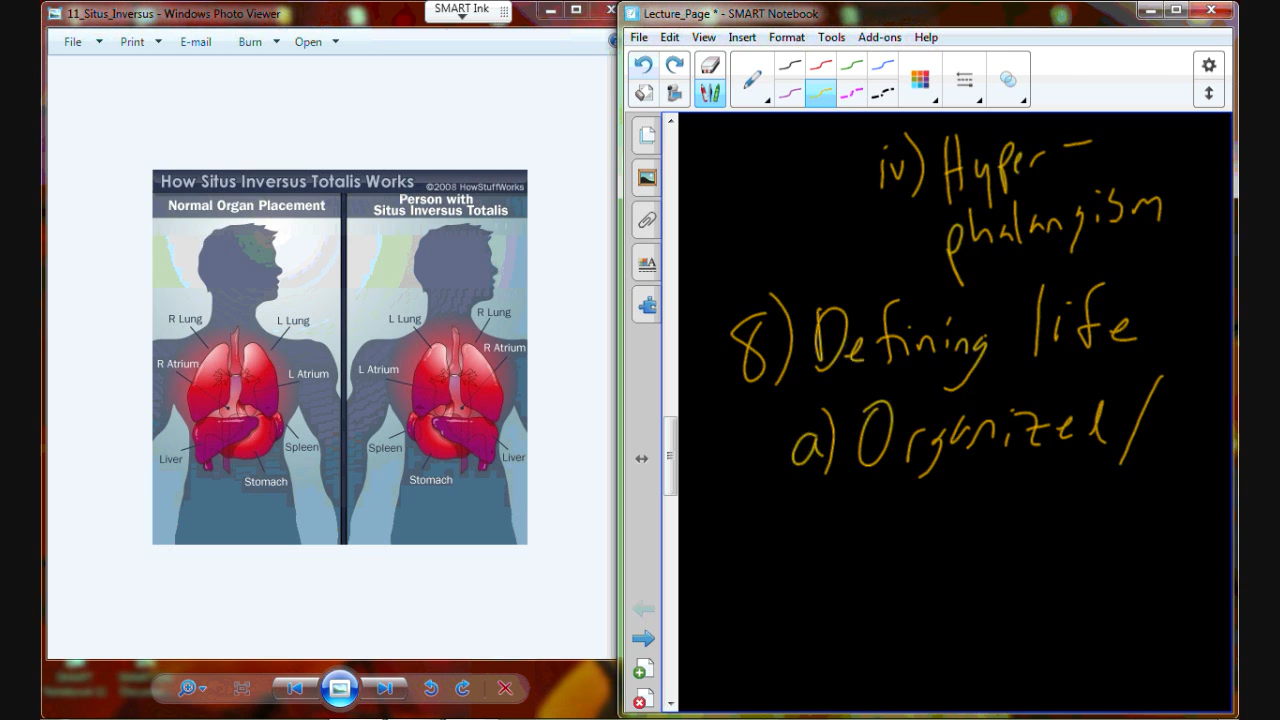 11_Situs_Inversus - Windows Photo Viewer
SMART Ink
File Print E-mail Burn Open
How Situs Inversus Totalis Works ©2008 HowStuffWorks
Normal Organ Placement
Person with
Situs Inversus Totalis
R Lung
L Lung
R Atrium
L Atrium
Liver
Spleen
Stomach
L Lung
R Lung
R Atrium
L Atrium
Spleen
Liver
Stomach
Lecture_Page * - SMART Notebook
File Edit View Insert Format Tools Add-ons Help
iv) Hyper-
phalangism
8) Defining life
a) Organized/